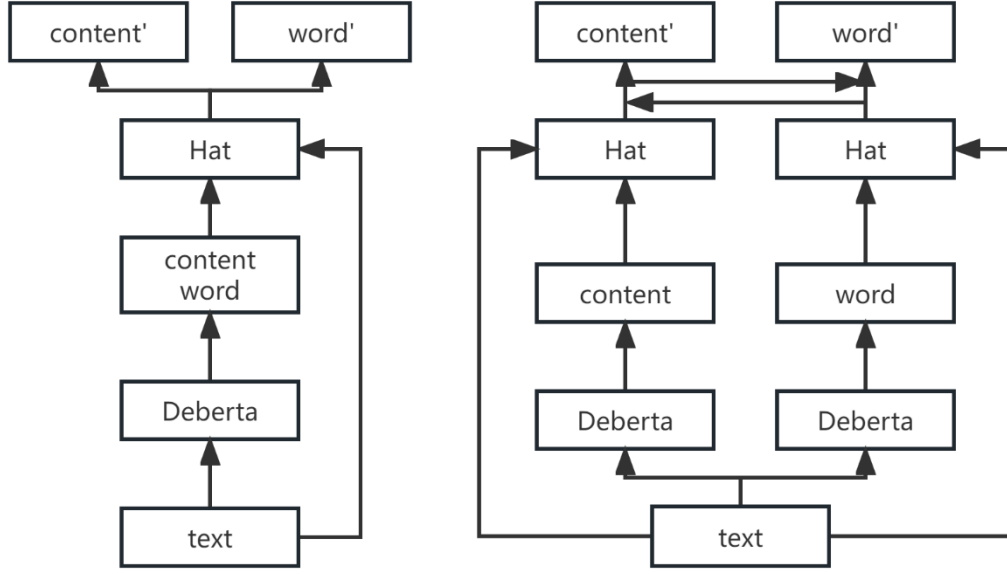 content'
word'
Hat
content
word
Deberta
text
content'
word'
Hat
Hat
content
word
Deberta
Deberta
text